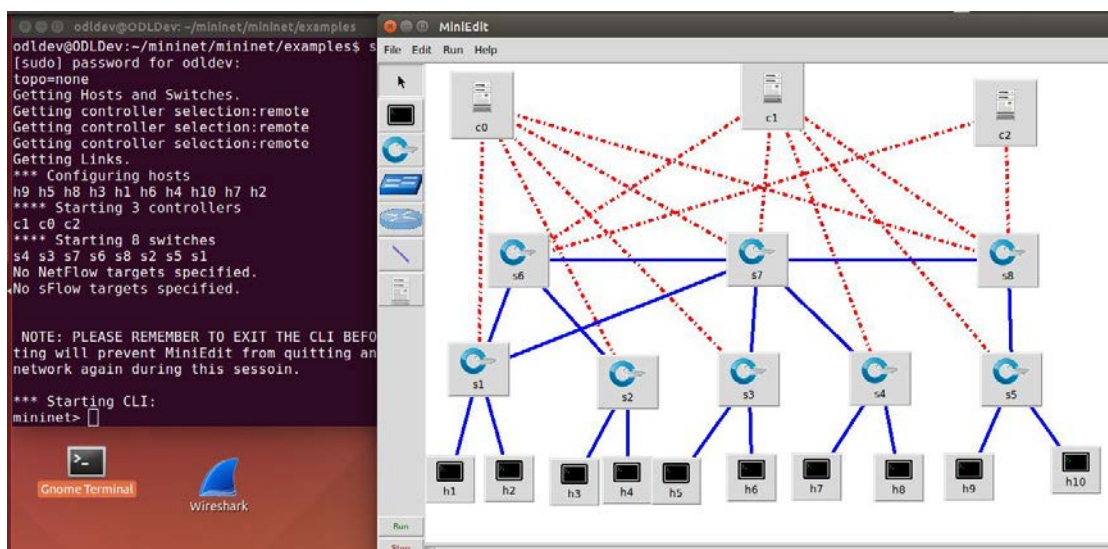 odldev@ODLDev: ~/mininet/mininet/examples
odldev@ODLDev:~/mininet/mininet/examples$ s
[sudo] password for odldev:
topo=none
Getting Hosts and Switches.
Getting controller selection:remote
Getting controller selection:remote
Getting controller selection:remote
Getting Links.
*** Configuring hosts
h9 h5 h8 h3 h1 h6 h4 h10 h7 h2
**** Starting 3 controllers
c1 c0 c2
**** Starting 8 switches
s4 s3 s7 s6 s8 s2 s5 s1
No NetFlow targets specified.
No sFlow targets specified.
NOTE: PLEASE REMEMBER TO EXIT THE CLI BEFO
ting will prevent MiniEdit from quitting an
network again during this sessoin.
*** Starting CLI:
mininet>
Gnome Terminal
Wireshark
MiniEdit
File Edit Run Help
c0 c1 c2
s6 s7 s8
s1 s2 s3 s4 s5
h1 h2 h3 h4 h5 h6 h7 h8 h9 h10
Run
Stop